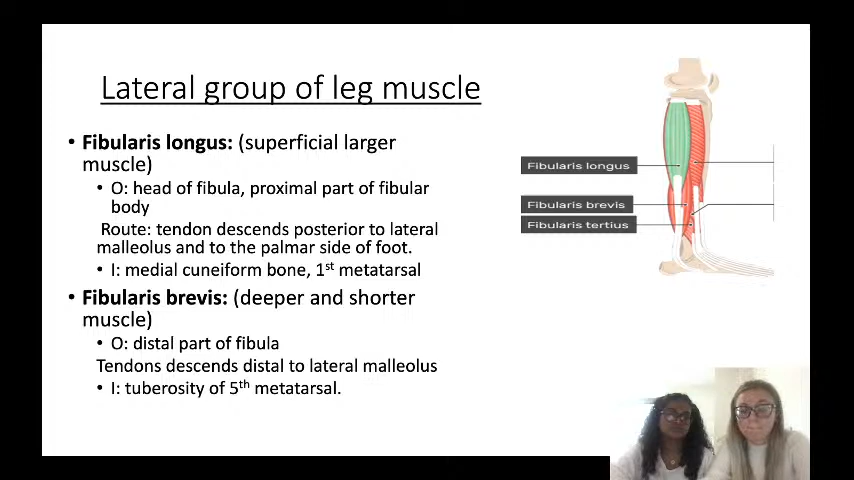 Lateral group of leg muscle
• Fibularis longus: (superficial larger
muscle)
• O: head of fibula, proximal part of fibular
body
Route: tendon descends posterior to lateral
malleolus and to the palmar side of foot.
• I: medial cuneiform bone, 1st metatarsal
• Fibularis brevis: (deeper and shorter
muscle)
• O: distal part of fibula
Tendons descends distal to lateral malleolus
• I: tuberosity of 5th metatarsal.
Fibularis longus
Fibularis brevis
Fibularis tertius